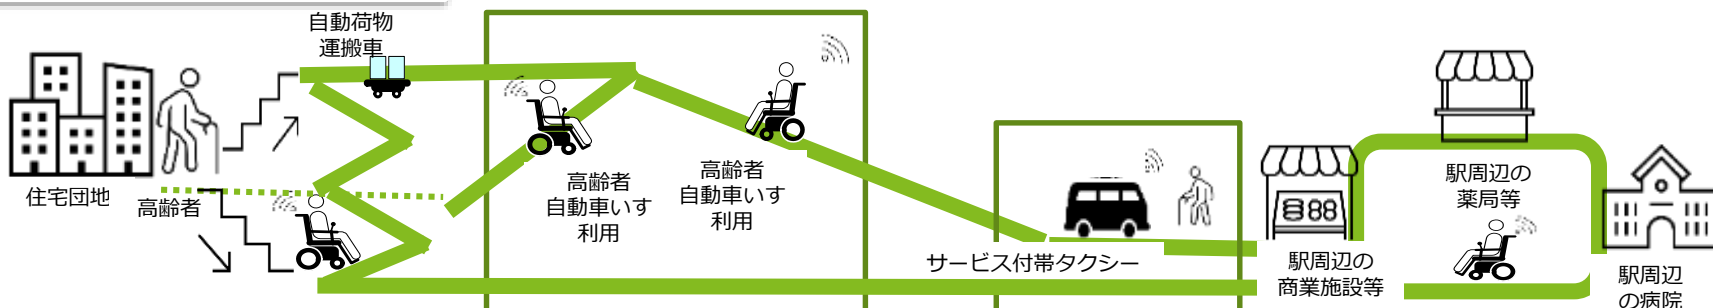 自動荷物
運搬車
住宅団地
高齢者
高齢者
自動車いす
利用
高齢者
自動車いす
利用
サービス付帯タクシー
駅周辺の
商業施設等
駅周辺の
薬局等
駅周辺
の病院